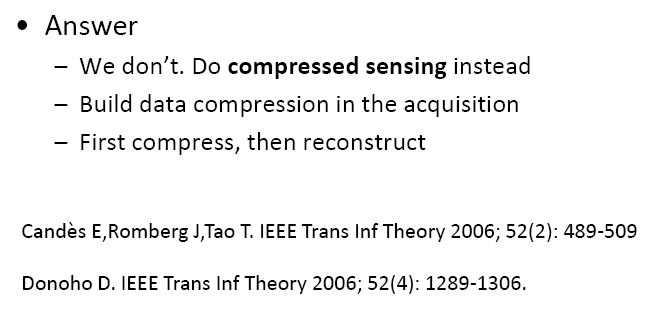 • Answer
– We don't. Do compressed sensing instead
– Build data compression in the acquisition
– First compress, then reconstruct
Candès E,Romberg J,Tao T. IEEE Trans Inf Theory 2006; 52(2): 489-509
Donoho D. IEEE Trans Inf Theory 2006; 52(4): 1289-1306.